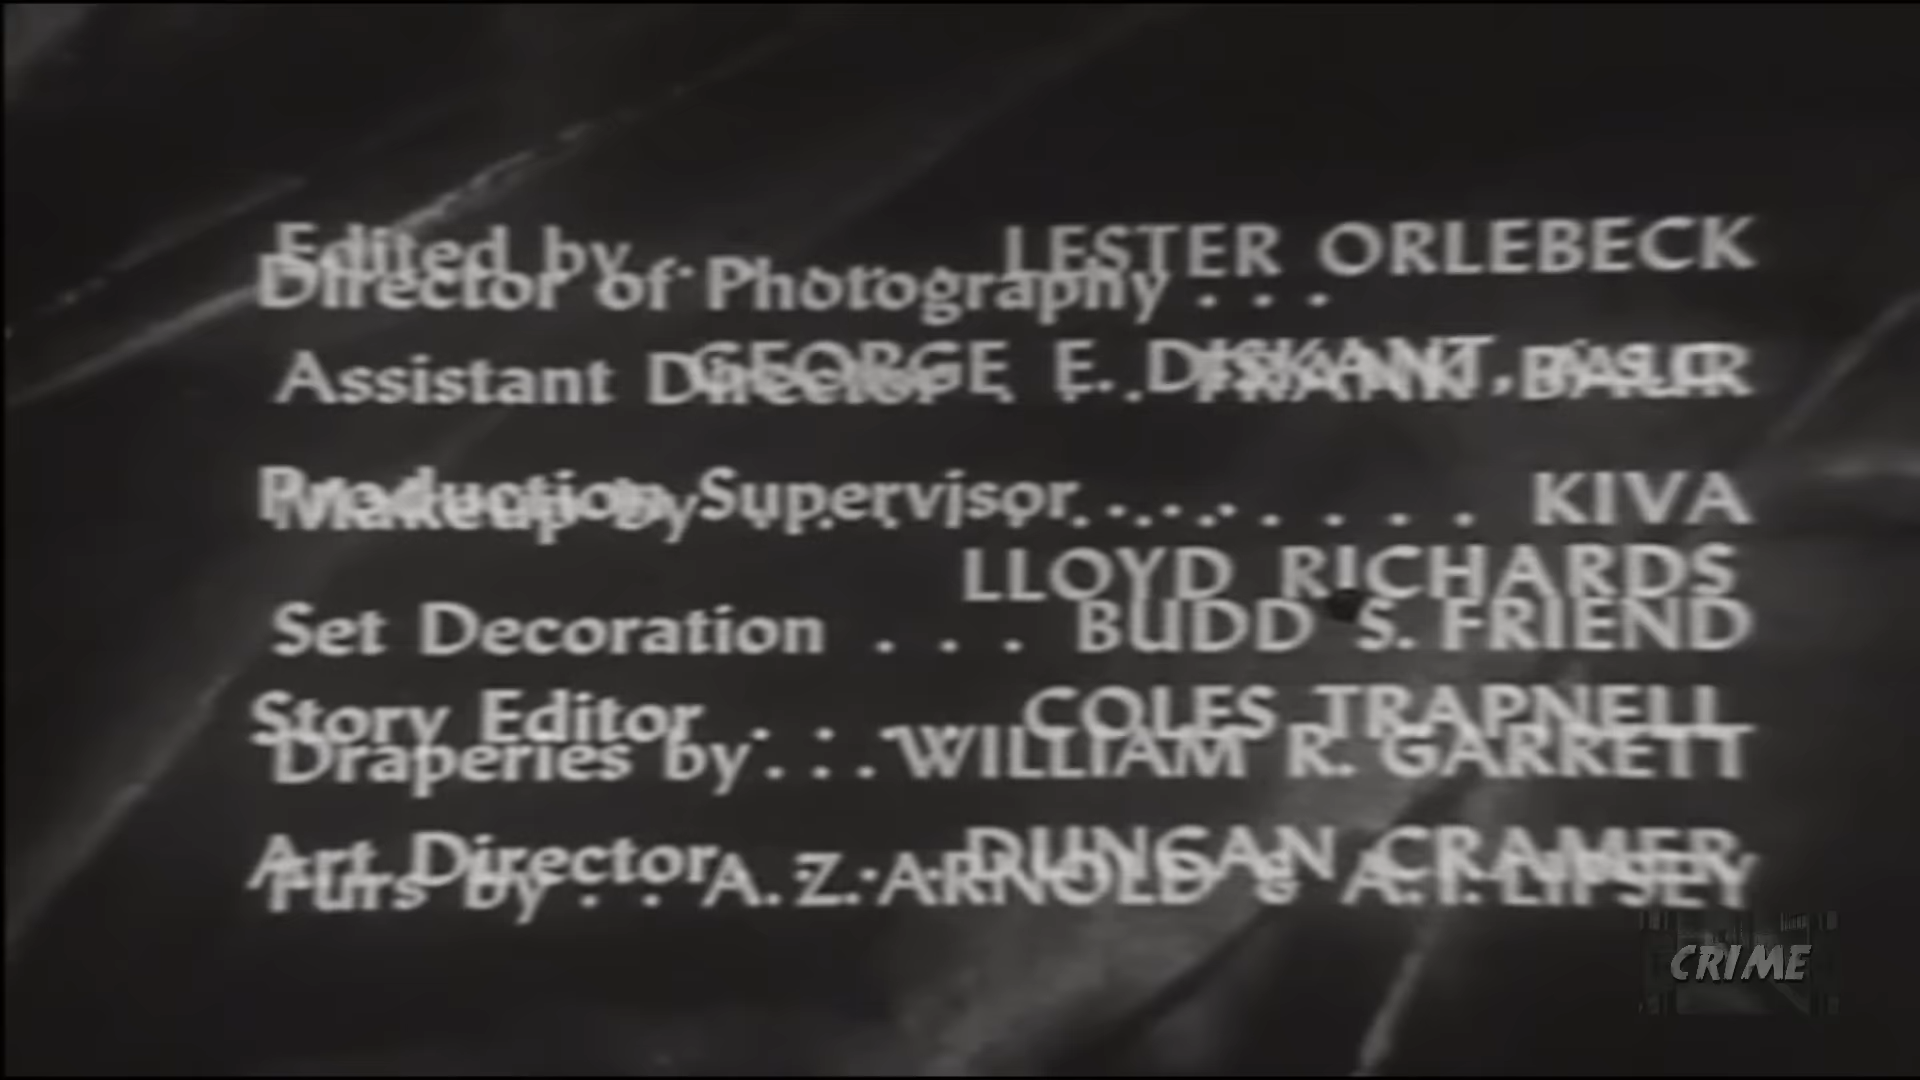 Edited by . . . . . LESTER ORLEBECK
Director of Photography . . .
GEORGE E. DISKANT, A.S.C.
Assistant Director . . . FRANK BAUR
Production Supervisor . . . .
Makeup by . . . . . . . . . . . KIVA
LLOYD RICHARDS
Set Decoration . . . BUDD S. FRIEND
Story Editor . . . . COLES TRAPNELL
Draperies by . . . WILLIAM R. GARRETT
Art Director . . . DUNCAN CRAMER
Furs by . . A. Z. ARNOLD & A. I. LIPSEY
CRIME